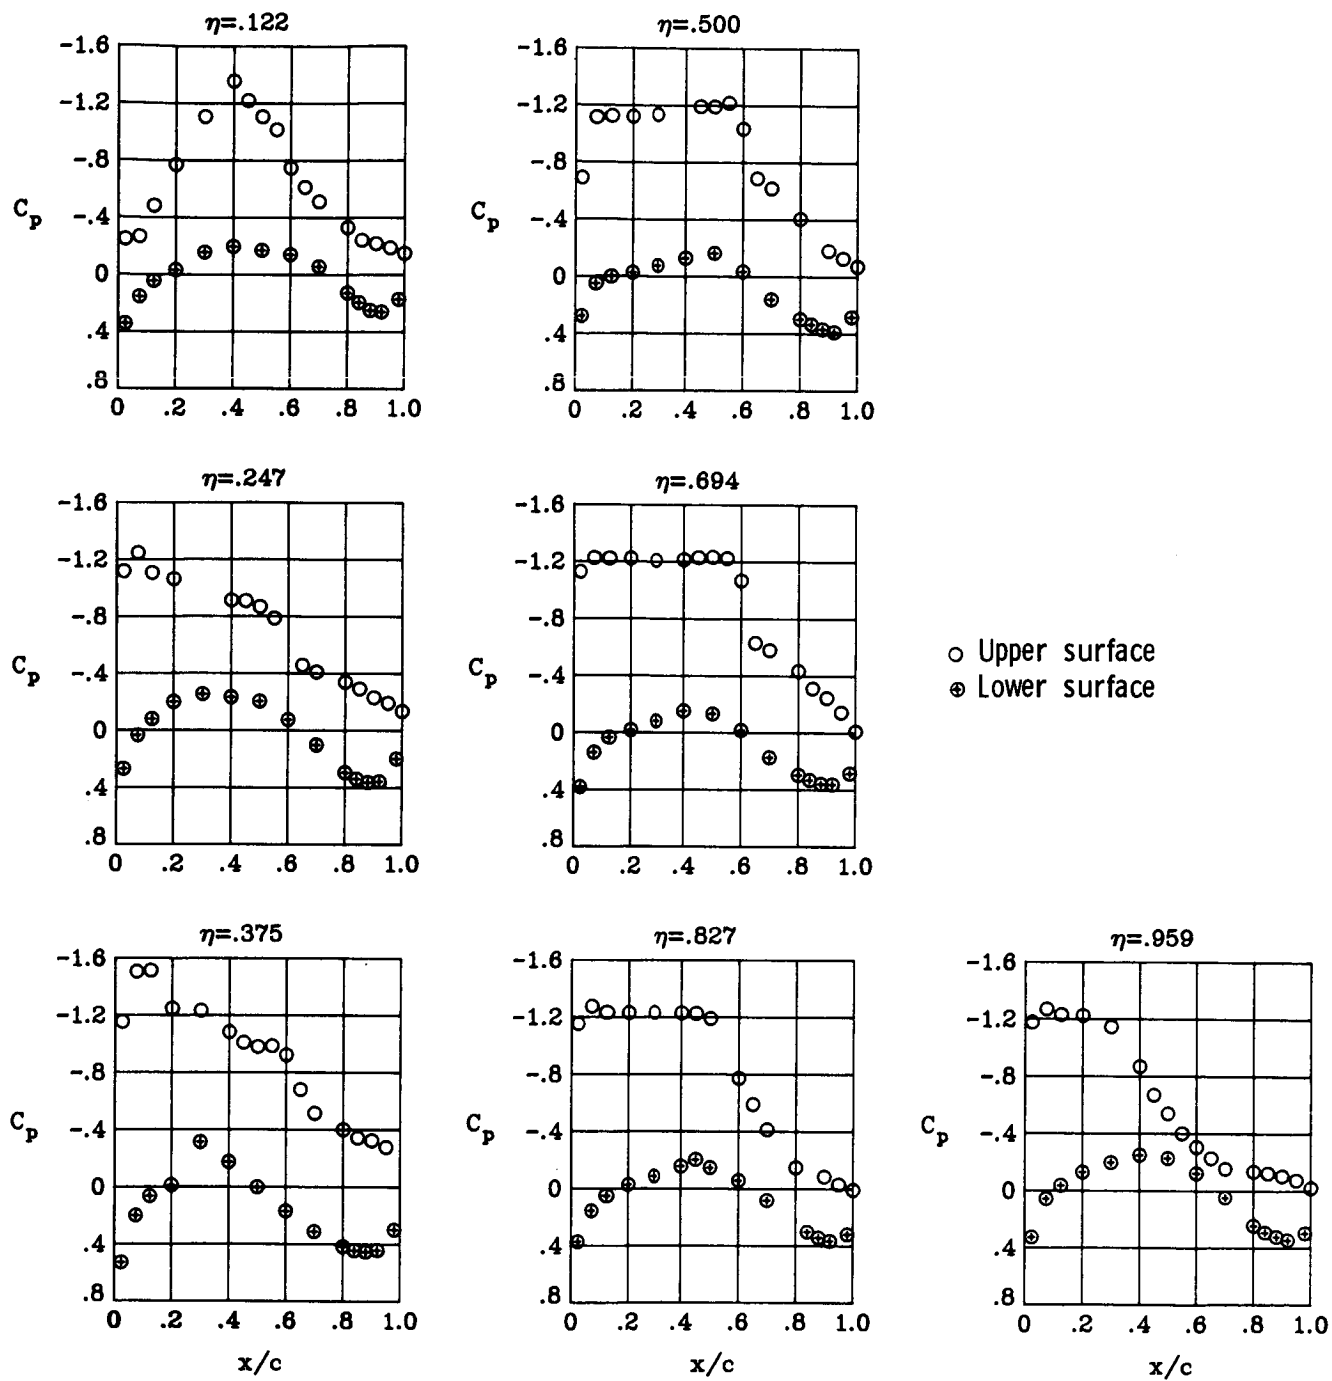 η=.122
-1.6
-1.2
-.8
-.4
0
.4
.8
C_p
0 .2 .4 .6 .8 1.0
η=.500
-1.6
-1.2
-.8
-.4
0
.4
.8
C_p
0 .2 .4 .6 .8 1.0
η=.247
-1.6
-1.2
-.8
-.4
0
.4
.8
C_p
0 .2 .4 .6 .8 1.0
η=.694
-1.6
-1.2
-.8
-.4
0
.4
.8
C_p
0 .2 .4 .6 .8 1.0
Upper surface
Lower surface
η=.375
-1.6
-1.2
-.8
-.4
0
.4
.8
C_p
0 .2 .4 .6 .8 1.0
x/c
η=.827
-1.6
-1.2
-.8
-.4
0
.4
.8
C_p
0 .2 .4 .6 .8 1.0
x/c
η=.959
-1.6
-1.2
-.8
-.4
0
.4
.8
C_p
0 .2 .4 .6 .8 1.0
x/c